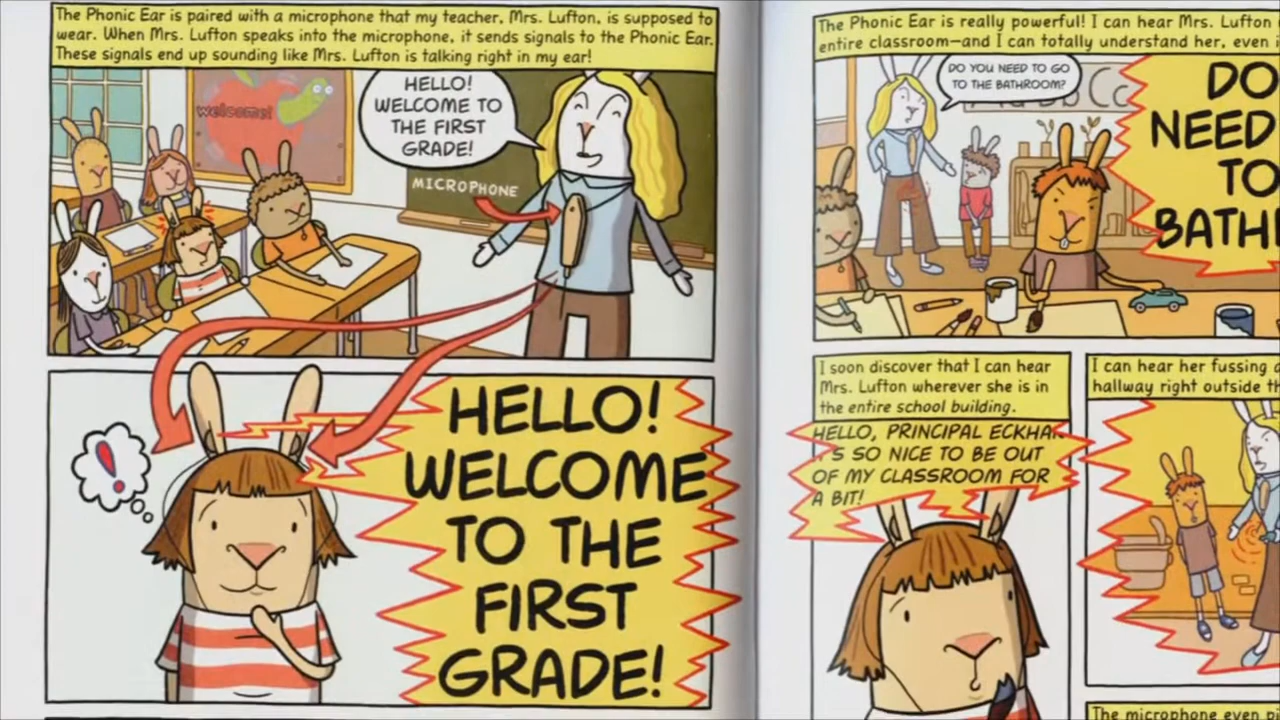 The Phonic Ear is paired with a microphone that my teacher, Mrs. Lufton, is supposed to
wear. When Mrs. Lufton speaks into the microphone, it sends signals to the Phonic Ear.
These signals end up sounding like Mrs. Lufton is talking right in my ear!
welcome!
HELLO!
WELCOME TO
THE FIRST
GRADE!
MICROPHONE
!
HELLO!
WELCOME
TO THE
FIRST
GRADE!
The Phonic Ear is really powerful! I can hear Mrs. Lufton
entire classroom—and I can totally understand her, even
DO YOU NEED TO GO
TO THE BATHROOM?
DO
NEED
TO
BATH
I soon discover that I can hear
Mrs. Lufton wherever she is in
the entire school building.
HELLO, PRINCIPAL
SO NICE TO BE OUT
OF MY CLASSROOM FOR
A BIT!
I can hear her fussing
hallway right outside
The microphone even